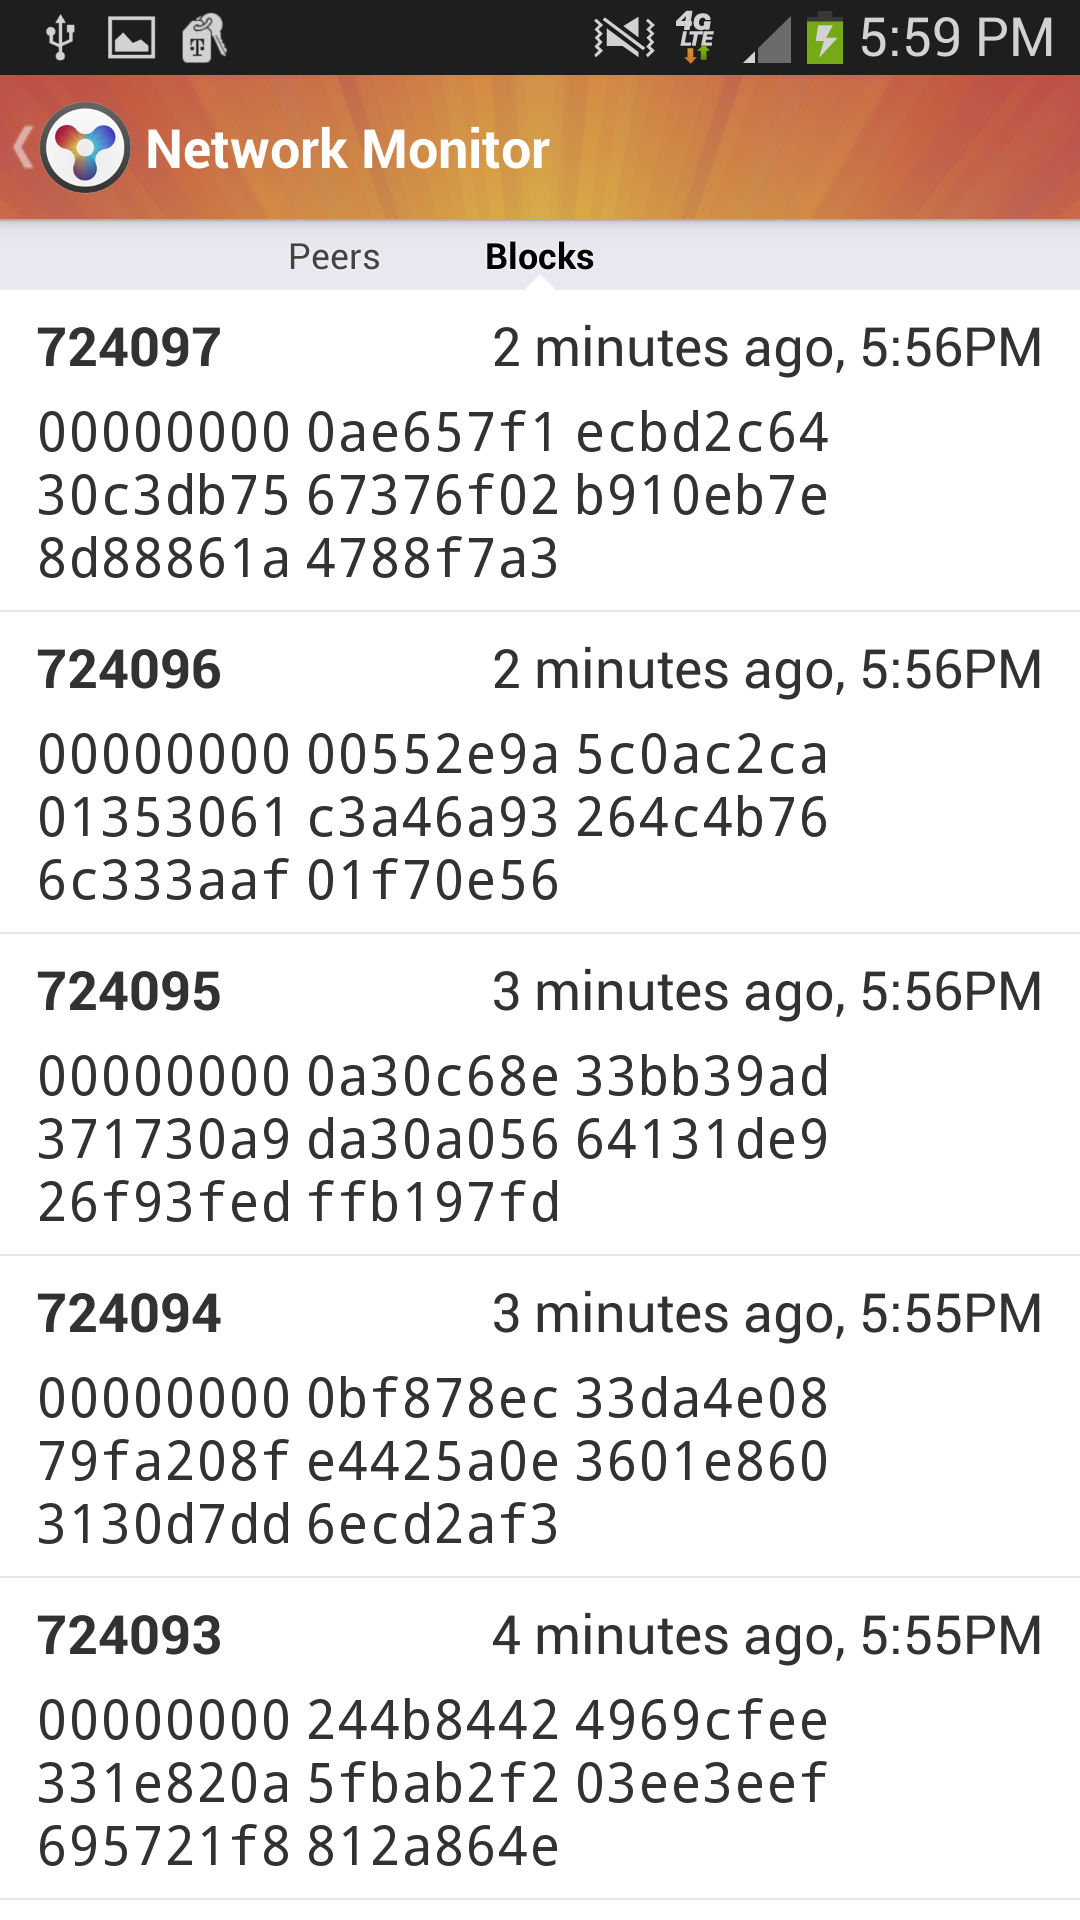 4G
LTE
5:59 PM
T
Network Monitor
Peers Blocks
724097 2 minutes ago, 5:56PM
00000000 0ae657f1 ecbd2c64
30c3db75 67376f02 b910eb7e
8d88861a 4788f7a3
724096 2 minutes ago, 5:56PM
00000000 00552e9a 5c0ac2ca
01353061 c3a46a93 264c4b76
6c333aaf 01f70e56
724095 3 minutes ago, 5:56PM
00000000 0a30c68e 33bb39ad
371730a9 da30a056 64131de9
26f93fed ffb197fd
724094 3 minutes ago, 5:55PM
00000000 0bf878ec 33da4e08
79fa208f e4425a0e 3601e860
3130d7dd 6ecd2af3
724093 4 minutes ago, 5:55PM
00000000 244b8442 4969cfee
331e820a 5fbab2f2 03ee3eef
695721f8 812a864e